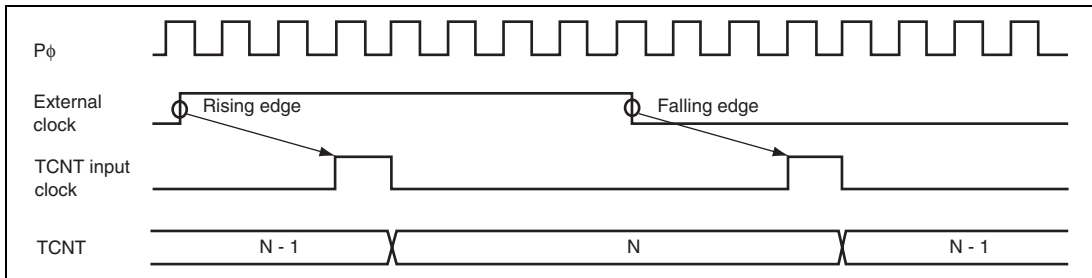 Pϕ
External
clock
Rising edge
Falling edge
TCNT input
clock
TCNT
N - 1
N
N - 1